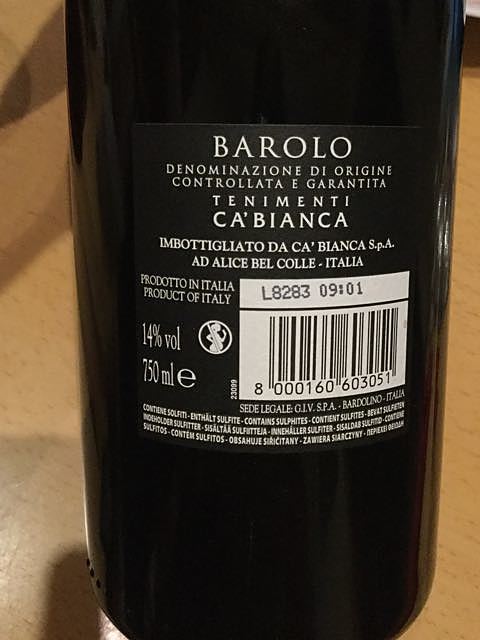 BAROLO
DENOMINAZIONE DI ORIGINE
CONTROLLATA E GARANTITA
TENIMENTI
CA'BIANCA
IMBOTTIGLIATO DA CA' BIANCA S.p.A.
AD ALICE BEL COLLE - ITALIA
PRODOTTO IN ITALIA
PRODUCT OF ITALY
L8283 09:01
14% vol
750 ml e
23099
8 000160 603051
SEDE LEGALE: G.I.V. S.P.A. - BARDOLINO - ITALIA
CONTIENE SOLFITI - ENTHÄLT SULFITE - CONTAINS SULPHITES - CONTIENT SULFITES - BEVAT SULFIETEN
INDEHOLDER SULFITTER - SISÄLTÄÄ SULFIITTEJA - INNEHÅLLER SULFITER - SISALDAB SULFITID - CONTIENE
SULFITOS - CONTÉM SULFITOS - OBSAHUJE SIŘIČITANY - ZAWIERA SIARCZYNY - ΠΕΡΙΕΧΕΙ ΘΕΙΩΔΗ